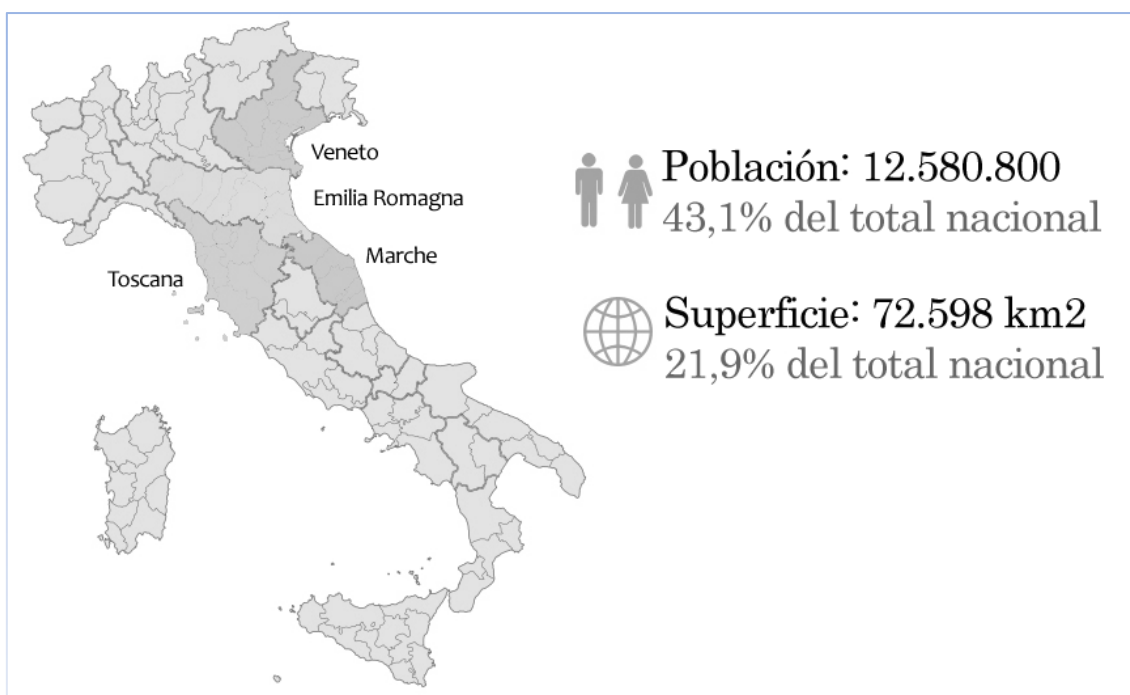 Veneto
Emilia Romagna
Marche
Toscana
Población: 12.580.800
43,1% del total nacional
Superficie: 72.598 km2
21,9% del total nacional